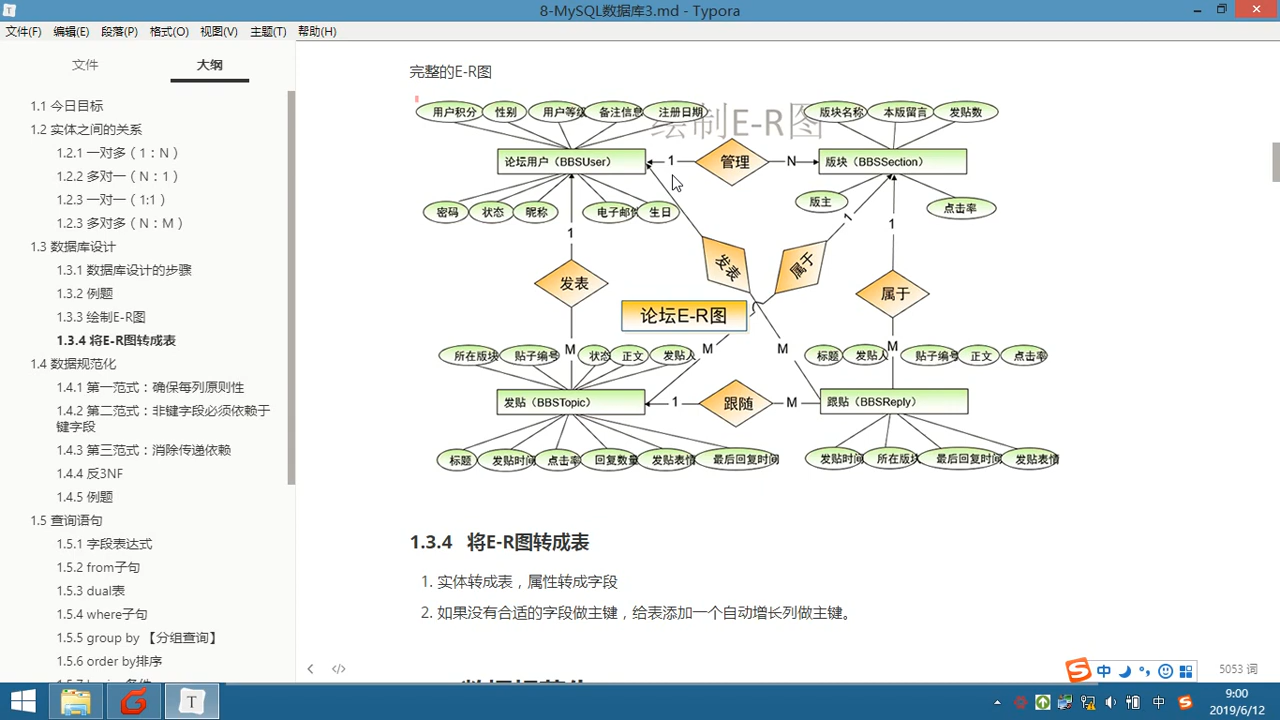 8-MySQL数据库3.md - Typora
文件(F) 编辑(E) 段落(P) 格式(O) 视图(V) 主题(T) 帮助(H)
文件 大纲
1.1 今日目标
1.2 实体之间的关系
1.2.1 一对多（1：N）
1.2.2 多对一（N：1）
1.2.3 一对一（1:1）
1.2.3 多对多（N：M）
1.3 数据库设计
1.3.1 数据库设计的步骤
1.3.2 例题
1.3.3 绘制E-R图
1.3.4 将E-R图转成表
1.4 数据规范化
1.4.1 第一范式：确保每列原则性
1.4.2 第二范式：非键字段必须依赖于
键字段
1.4.3 第三范式：消除传递依赖
1.4.4 反3NF
1.4.5 例题
1.5 查询语句
1.5.1 字段表达式
1.5.2 from子句
1.5.3 dual表
1.5.4 where子句
1.5.5 group by 【分组查询】
1.5.6 order by排序
完整的E-R图
绘制E-R图
用户积分 性别 用户等级 备注信息 注册日期 版块名称 本版留言 发贴数
论坛用户（BBSUser） 1 管理 N 版块（BBSSection）
密码 状态 昵称 电子邮件 生日 版主 点击率
1 1 1
发表 发表 属于 属于
论坛E-R图
M M M M
所在版块 贴子编号 状态 正文 发贴人 标题 发贴人 贴子编号 正文 点击率
发贴（BBSTopic） 1 跟随 M 跟贴（BBSReply）
标题 发贴时间 点击率 回复数量 发贴表情 最后回复时间 发贴时间 所在版块 最后回复时间 发贴表情
1.3.4 将E-R图转成表
1. 实体转成表，属性转成字段
2. 如果没有合适的字段做主键，给表添加一个自动增长列做主键。
5053 词
中
中
9:00
2019/6/12